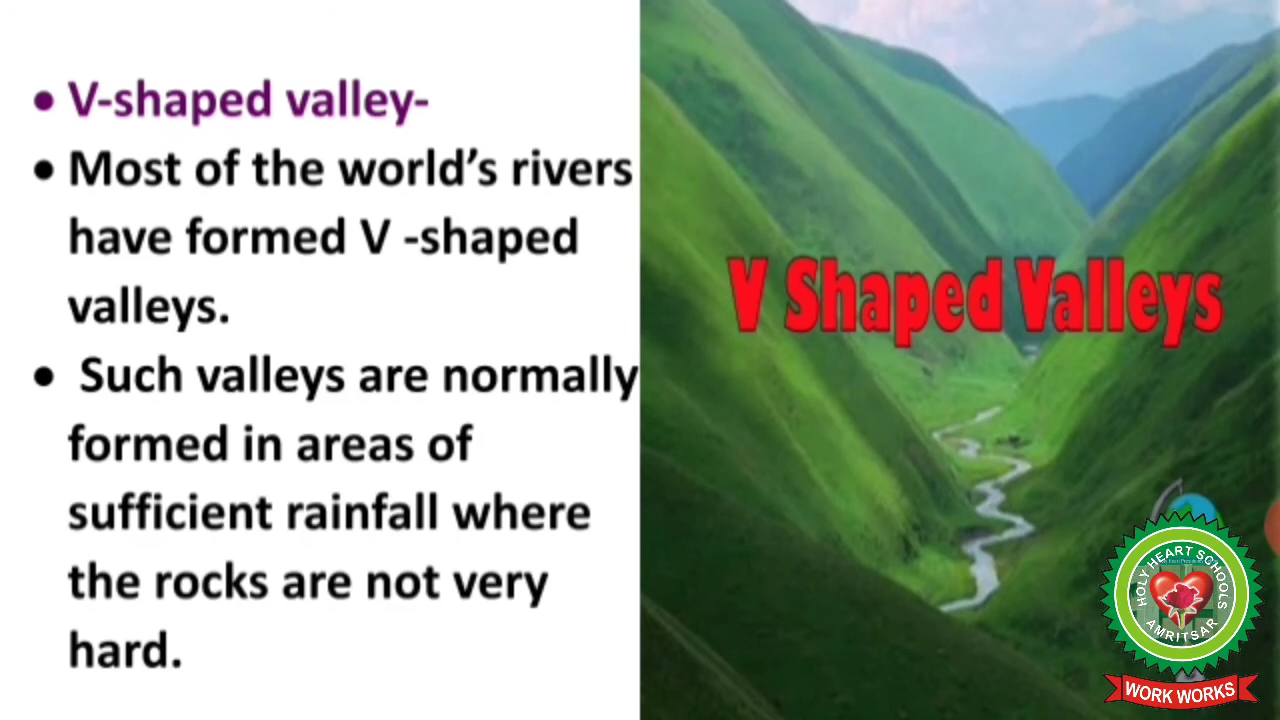 • V-shaped valley-
• Most of the world’s rivers
have formed V -shaped
valleys.
• Such valleys are normally
formed in areas of
sufficient rainfall where
the rocks are not very
hard.
V Shaped Valleys
HOLY HEART SCHOOLS
AMRITSAR
WORK WORKS